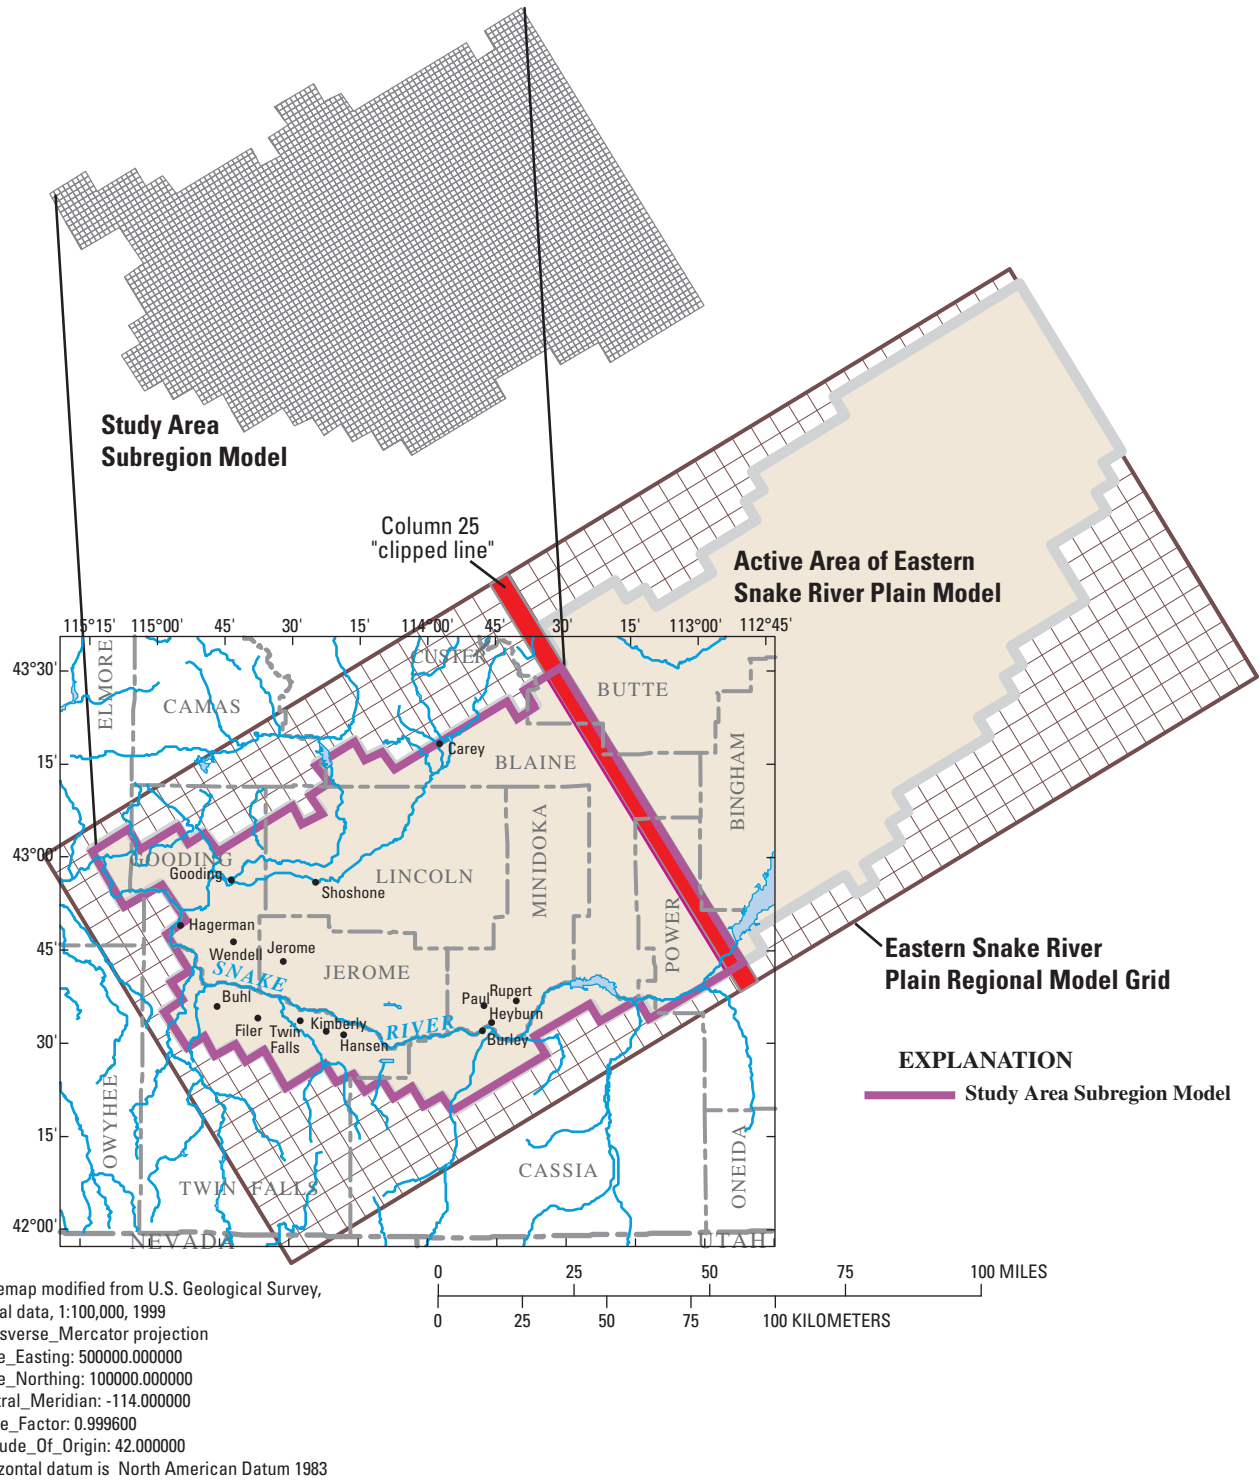 Study Area
Subregion Model
Column 25
"clipped line"
Active Area of Eastern
Snake River Plain Model
115°15'
115°00'
45'
30'
15'
114°00'
45'
30'
15'
113°00'
112°45'
43°30'
15'
43°00'
45'
30'
15'
42°00'
ELMORE
CAMAS
CUSTER
BUTTE
Carey
BLAINE
BINGHAM
GOODING
Gooding
LINCOLN
Shoshone
MINIDOKA
POWER
Hagerman
Wendell
Jerome
JEROME
SNAKE
RIVER
Buhl
Filer
Twin
Falls
Kimberly
Hansen
Paul
Rupert
Heyburn
Burley
Eastern Snake River
Plain Regional Model Grid
EXPLANATION
Study Area Subregion Model
OWYHEE
TWIN FALLS
CASSIA
ONEIDA
NEVADA
UTAH
0 25 50 75 100 MILES
0 25 50 75 100 KILOMETERS
emap modified from U.S. Geological Survey,
al data, 1:100,000, 1999
sverse_Mercator projection
e_Easting: 500000.000000
e_Northing: 100000.000000
tral_Meridian: -114.000000
e_Factor: 0.999600
ude_Of_Origin: 42.000000
zontal datum is North American Datum 1983